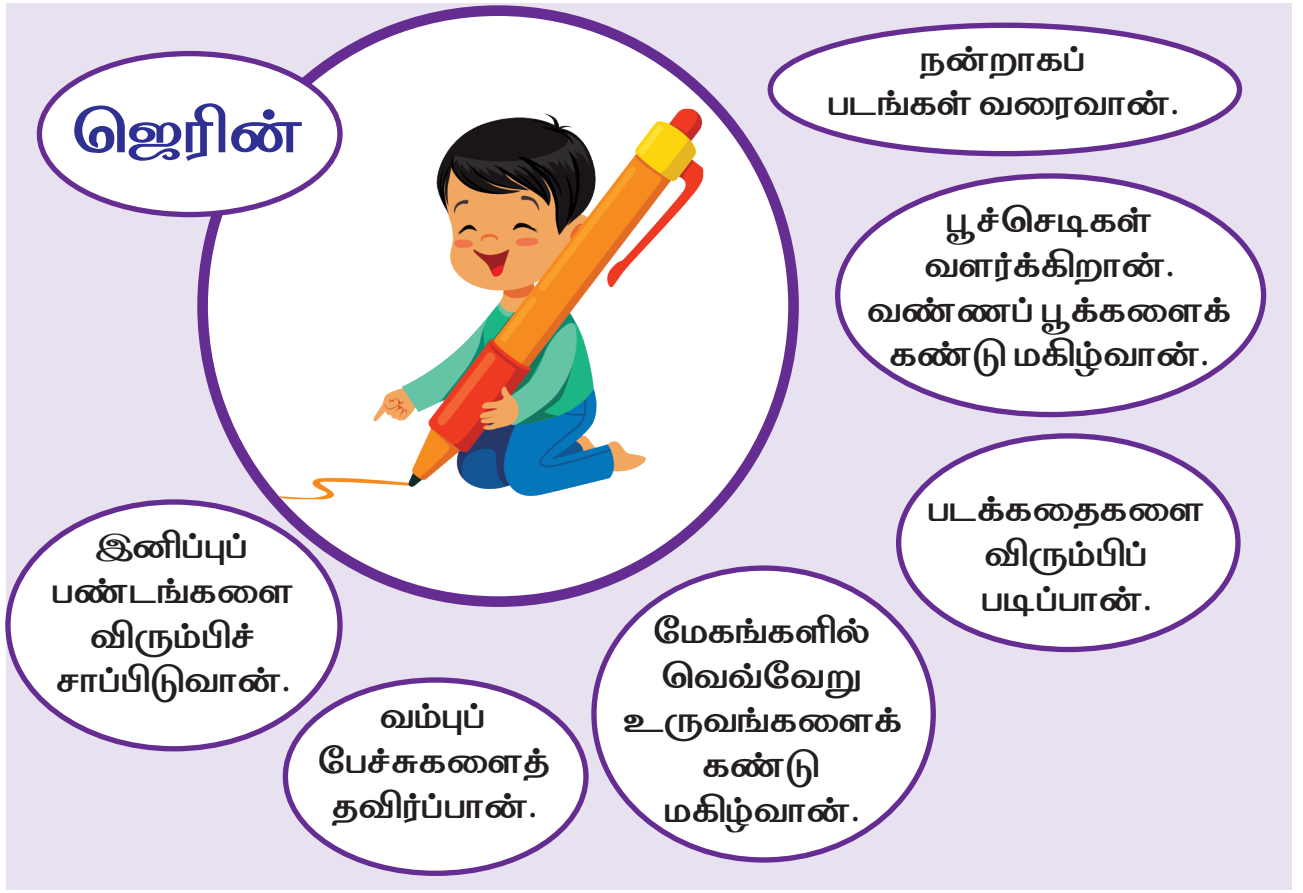 ஜெரின்
நன்றாகப்
படங்கள் வரைவான்.
பூச்செடிகள்
வளர்க்கிறான்.
வண்ணப் பூக்களைக்
கண்டு மகிழ்வான்.
படக்கதைகளை
விரும்பிப்
படிப்பான்.
மேகங்களில்
வெவ்வேறு
உருவங்களைக்
கண்டு
மகிழ்வான்.
வம்புப்
பேச்சுகளைத்
தவிர்ப்பான்.
இனிப்புப்
பண்டங்களை
விரும்பிச்
சாப்பிடுவான்.